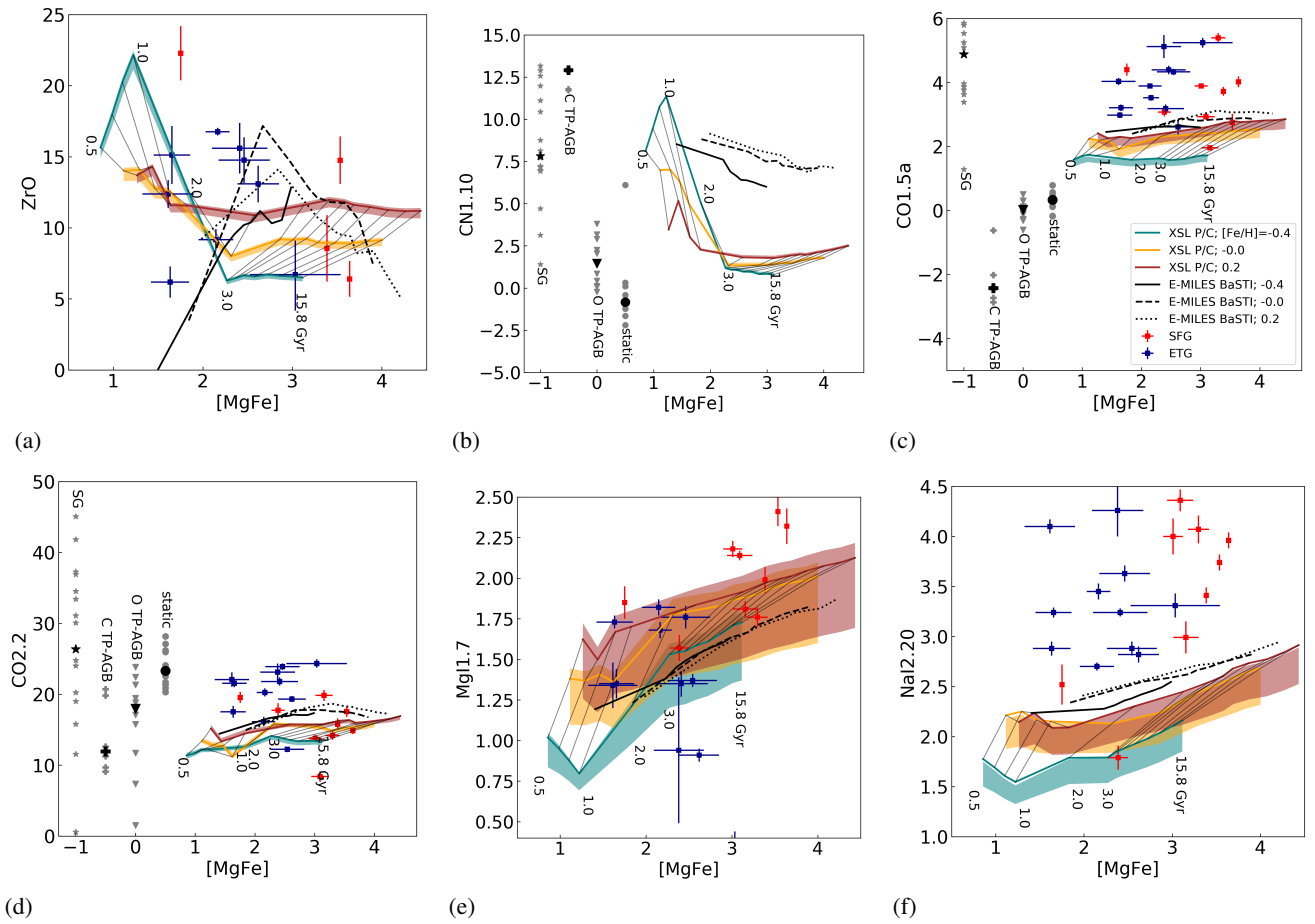 25
20
15
10
5
0
ZrO
1
2
3
4
[MgFe]
0.5
1.0
2.0
3.0
15.8 Gyr
(a)
15.0
12.5
10.0
7.5
5.0
2.5
0.0
−2.5
CN1.10
−1
0
1
2
3
4
[MgFe]
SG
C TP-AGB
O TP-AGB
static
0.5
1.0
2.0
3.0
15.8 Gyr
(b)
6
4
2
0
−2
−4
CO1.5a
−1
0
1
2
3
4
[MgFe]
SG
C TP-AGB
O TP-AGB
static
0.5
1.0
2.0
3.0
15.8 Gyr
XSL P/C; [Fe/H]=-0.4
XSL P/C; -0.0
XSL P/C; 0.2
E-MILES BaSTI; -0.4
E-MILES BaSTI; -0.0
E-MILES BaSTI; 0.2
SFG
ETG
(c)
50
40
30
20
10
0
CO2.2
−1
0
1
2
3
4
[MgFe]
SG
C TP-AGB
O TP-AGB
static
0.5
1.0
2.0
3.0
15.8 Gyr
(d)
2.50
2.25
2.00
1.75
1.50
1.25
1.00
0.75
0.50
MgI1.7
1
2
3
4
[MgFe]
0.5
1.0
2.0
3.0
15.8 Gyr
(e)
4.5
4.0
3.5
3.0
2.5
2.0
1.5
1.0
NaI2.20
1
2
3
4
[MgFe]
0.5
1.0
2.0
3.0
15.8 Gyr
(f)